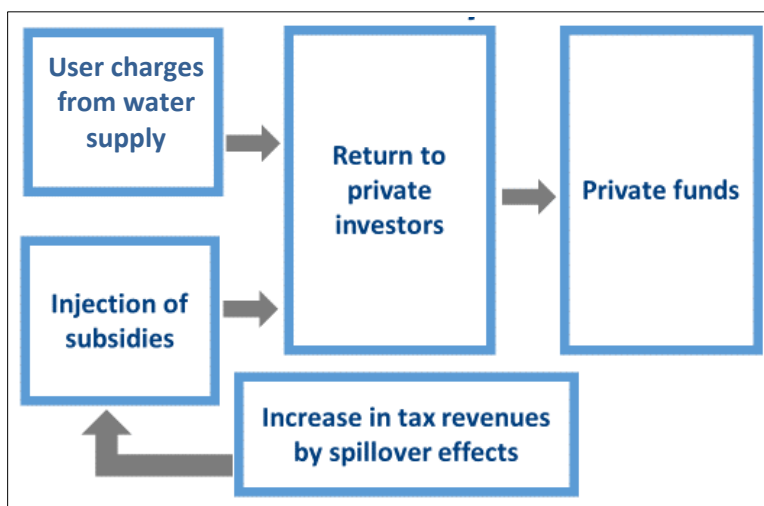 User charges
from water
supply
Return to
private
investors
Private funds
Injection of
subsidies
Increase in tax revenues
by spillover effects